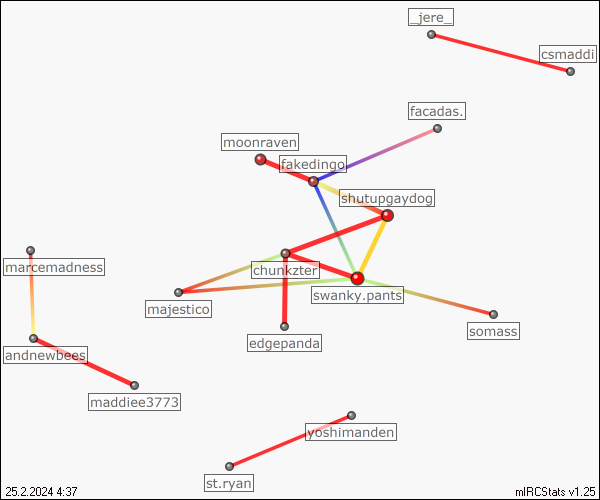 _jere_
csmaddi
facadas.
moonraven
fakedingo
shutupgaydog
marcemadness
chunkzter
swanky.pants
majestico
somass
edgepanda
andnewbees
maddiee3773
yoshimanden
st.ryan
25.2.2024 4:37
mIRCStats v1.25